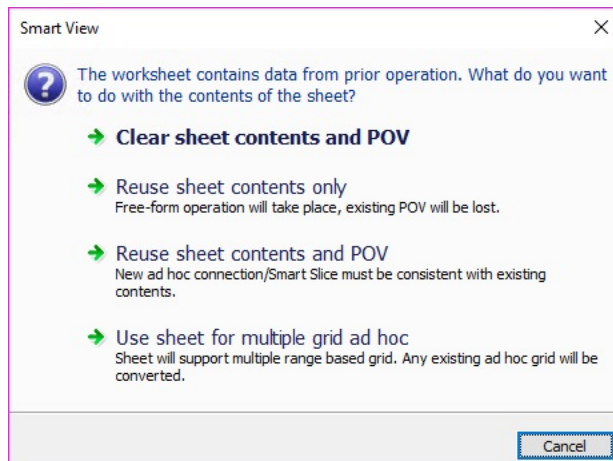 Smart View
The worksheet contains data from prior operation. What do you want
to do with the contents of the sheet?
Clear sheet contents and POV
Reuse sheet contents only
Free-form operation will take place, existing POV will be lost.
Reuse sheet contents and POV
New ad hoc connection/Smart Slice must be consistent with existing
contents.
Use sheet for multiple grid ad hoc
Sheet will support multiple range based grid. Any existing ad hoc grid will be
converted.
Cancel